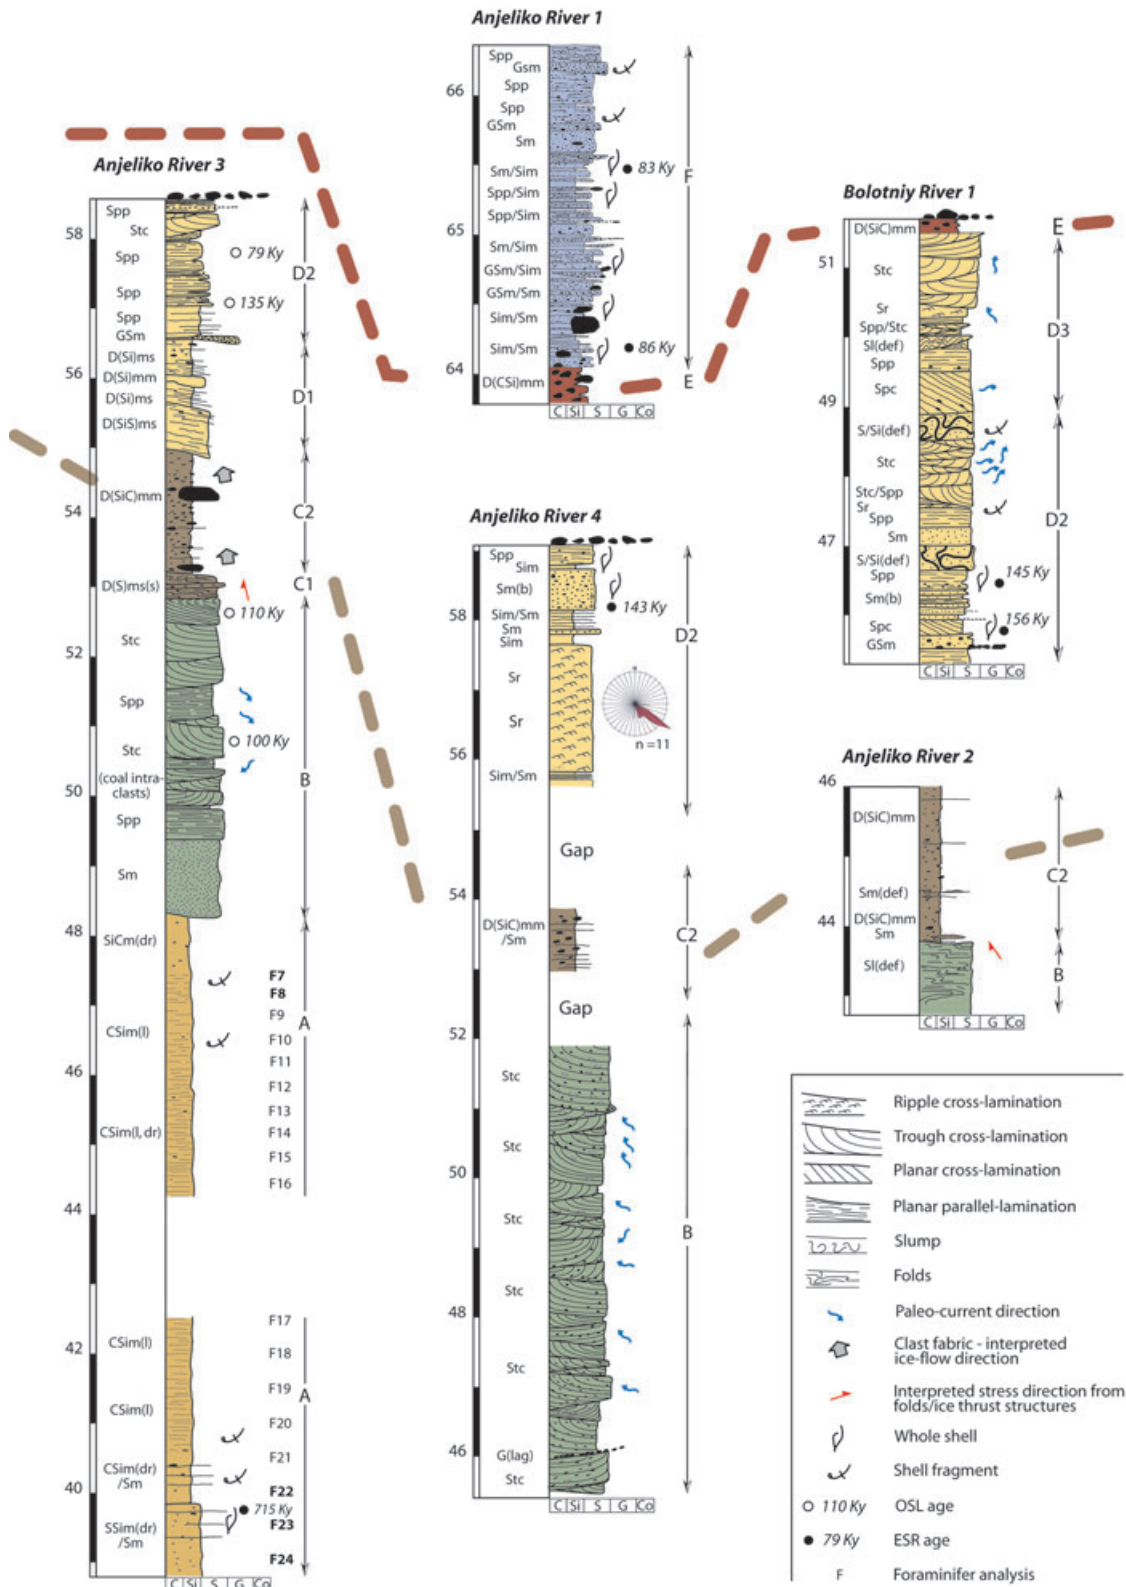 Anjeliko River 1
Spp
Gsm
Spp
66
Spp
GSm
Sm
Sm/Sim
83 Ky
F
Spp/Sim
Spp/Sim
65
Sm/Sim
GSm/Sim
GSm/Sm
Sim/Sm
Sim/Sm
86 Ky
64
D(CSi)mm
E
C Si S G Co
Anjeliko River 3
Spp
58
Stc
Spp
79 Ky
D2
Spp
135 Ky
Spp
GSm
D(Si)ms
56
D(Si)mm
D(Si)ms
D1
D(SiS)ms
D(SiC)mm
54
C2
D(S)ms(s)
C1
110 Ky
Stc
52
Spp
Stc
100 Ky
(coal intra-
clasts)
B
50
Spp
Sm
48
SiCm(dr)
F7
F8
F9
A
CSim(l)
F10
F11
46
F12
F13
CSim(l, dr)
F14
F15
F16
44
F17
42
CSim(l)
F18
F19
A
CSim(l)
F20
F21
CSim(dr)
/Sm
40
F22
715 Ky
SSim(dr)
/Sm
F23
F24
C Si S G Co
Anjeliko River 4
Spp
Sim
Sm(b)
143 Ky
58
Sim/Sm
Sm
Sim
D2
Sr
Sr
n =11
56
Sim/Sm
Gap
54
D(SiC)mm
/Sm
C2
Gap
52
Stc
Stc
50
Stc
B
48
Stc
Stc
46
G(lag)
Stc
C Si S G Co
Bolotniy River 1
D(SiC)mm
E
51
Stc
Sr
Spp/Stc
D3
Sl(def)
Spp
Spc
49
S/Si(def)
Stc
Stc/Spp
Sr
Spp
D2
Sm
47
S/Si(def)
Spp
145 Ky
Sm(b)
Spc
156 Ky
GSm
C Si S G Co
Anjeliko River 2
46
D(SiC)mm
C2
Sm(def)
44
D(SiC)mm
Sm
Sl(def)
B
C Si S G Co
Ripple cross-lamination
Trough cross-lamination
Planar cross-lamination
Planar parallel-lamination
Slump
Folds
Paleo-current direction
Clast fabric - interpreted
ice-flow direction
Interpreted stress direction from
folds/ice thrust structures
Whole shell
Shell fragment
110 Ky OSL age
79 Ky ESR age
F Foraminifer analysis